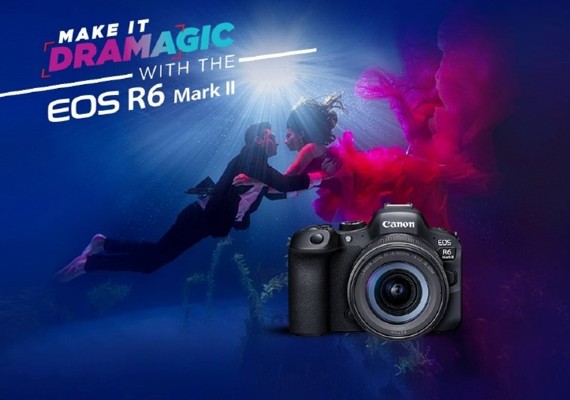 MAKE IT
DRAMAGIC
WITH THE
EOS R6 Mark II
Canon
EOS
R6
Mark II